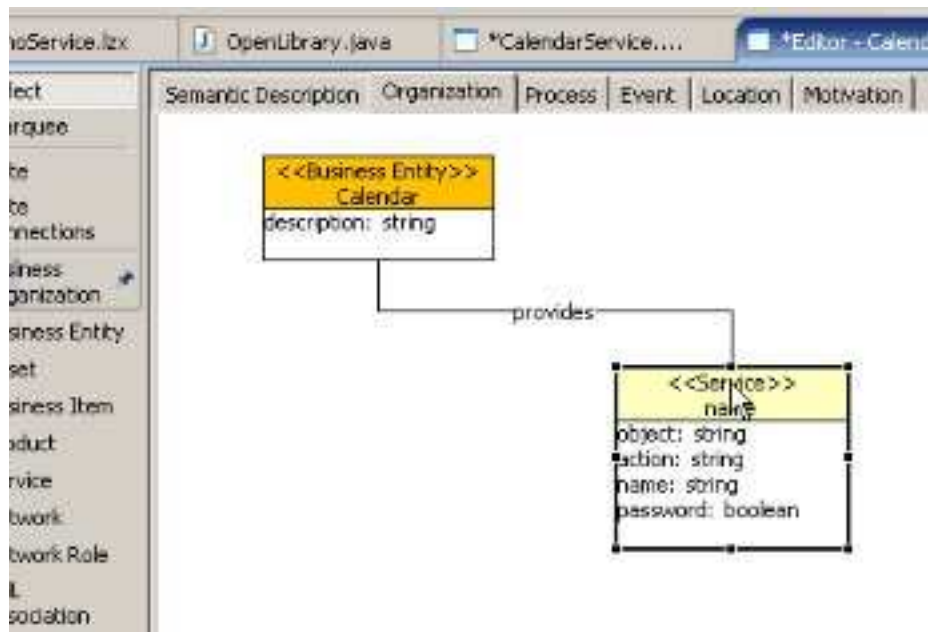 noService.lzx
OpenLibrary.java
*CalendarService....
*Editor - Calend
lect
Semantic Description
Organization
Process
Event
Location
Motivation
arquee
te
te
nnections
siness
ganization
siness Entity
set
siness Item
oduct
rvice
twork
twork Role
sociation
<<Business Entity>>
Calendar
description: string
provides
<<Service>>
name
object: string
action: string
name: string
password: boolean